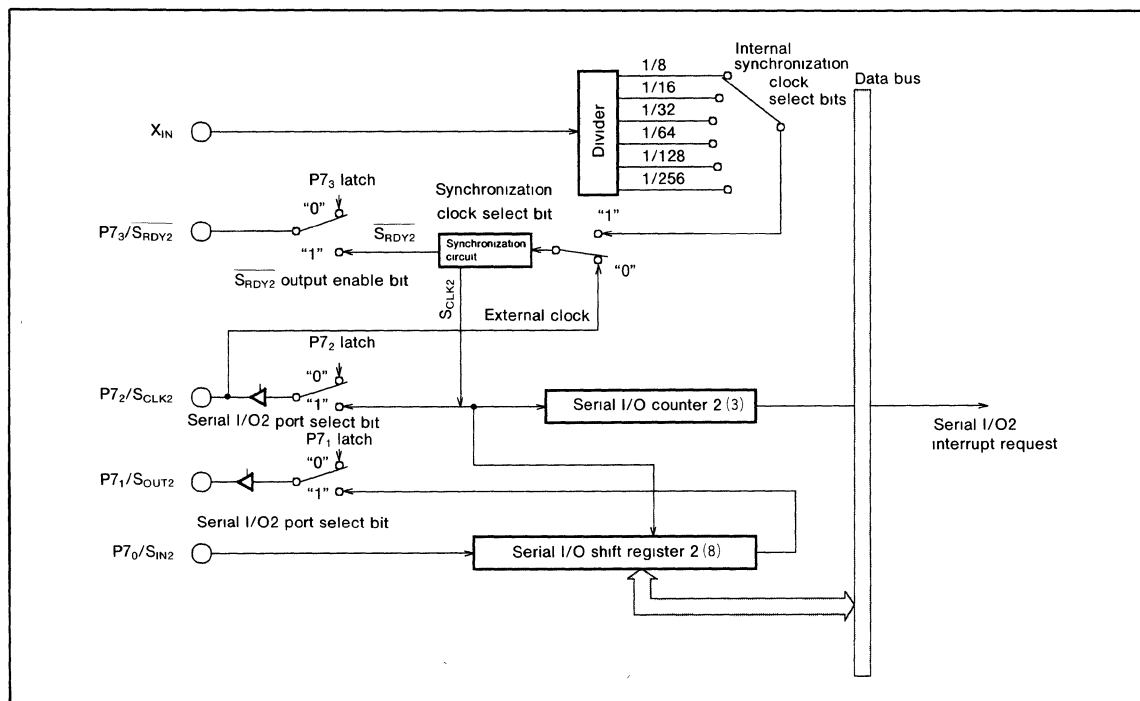 Internal
synchronization
clock
select bits
Data bus
1/8
1/16
1/32
1/64
1/128
1/256
Divider
XIN
P73 latch
"0"
P73/S̅R̅D̅Y̅2̅
"1"
S̅R̅D̅Y̅2̅ output enable bit
Synchronization
clock select bit
S̅R̅D̅Y̅2̅
Synchronization
circuit
"1"
"0"
SCLK2
External clock
P72 latch
"0"
P72/SCLK2
"1"
Serial I/O2 port select bit
Serial I/O counter 2 (3)
Serial I/O2
interrupt request
P71 latch
"0"
P71/SOUT2
"1"
Serial I/O2 port select bit
P70/SIN2
Serial I/O shift register 2 (8)